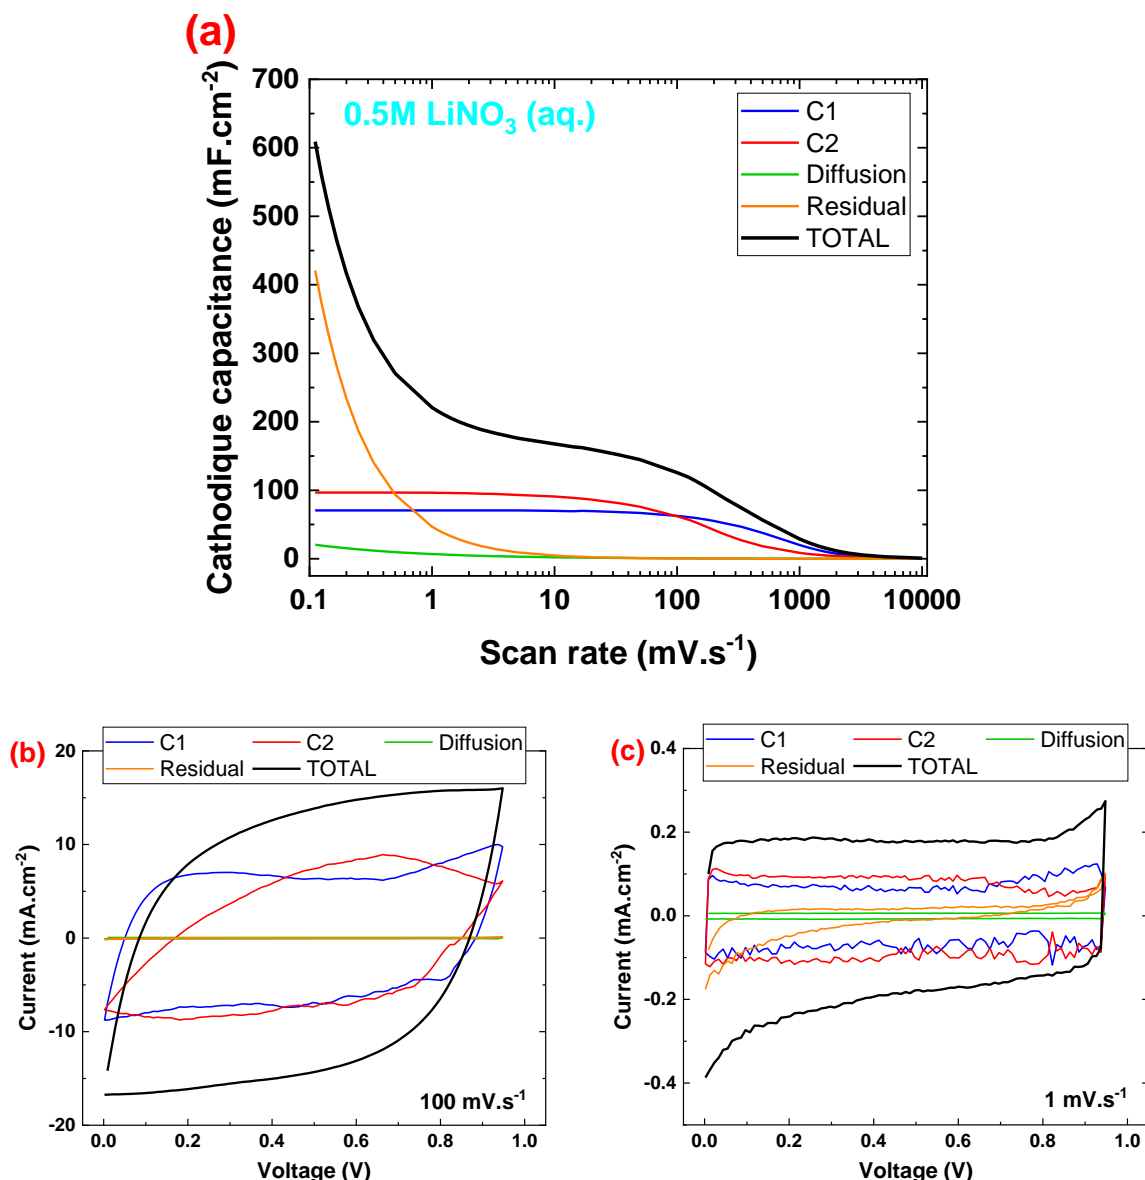 (a)
700
600
500
400
300
200
100
0
Cathodique capacitance (mF.cm⁻²)
0.5M LiNO₃ (aq.)
C1
C2
Diffusion
Residual
TOTAL
0.1 1 10 100 1000 10000
Scan rate (mV.s⁻¹)
(b)
C1 C2 Diffusion
Residual TOTAL
20
10
0
-10
-20
Current (mA.cm⁻²)
100 mV.s⁻¹
0.0 0.2 0.4 0.6 0.8 1.0
Voltage (V)
(c)
C1 C2 Diffusion
Residual TOTAL
0.4
0.2
0.0
-0.2
-0.4
Current (mA.cm⁻²)
1 mV.s⁻¹
0.0 0.2 0.4 0.6 0.8 1.0
Voltage (V)